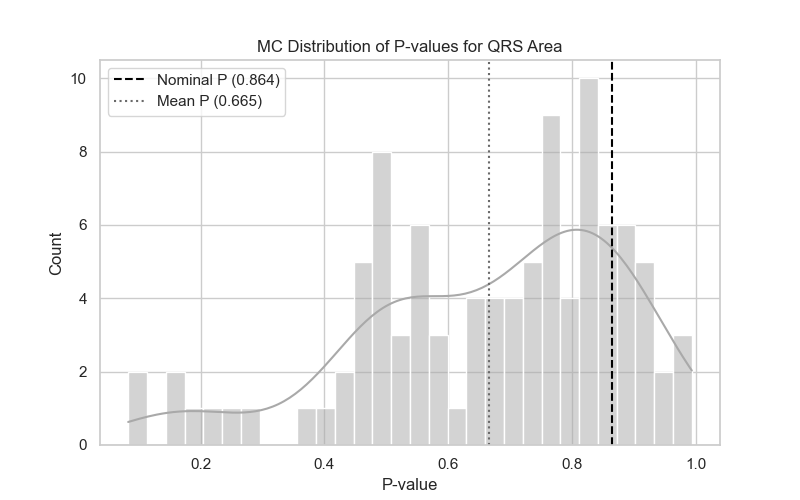 MC Distribution of P-values for QRS Area
Nominal P (0.864)
Mean P (0.665)
10
8
6
4
2
0
Count
0.2 0.4 0.6 0.8 1.0
P-value